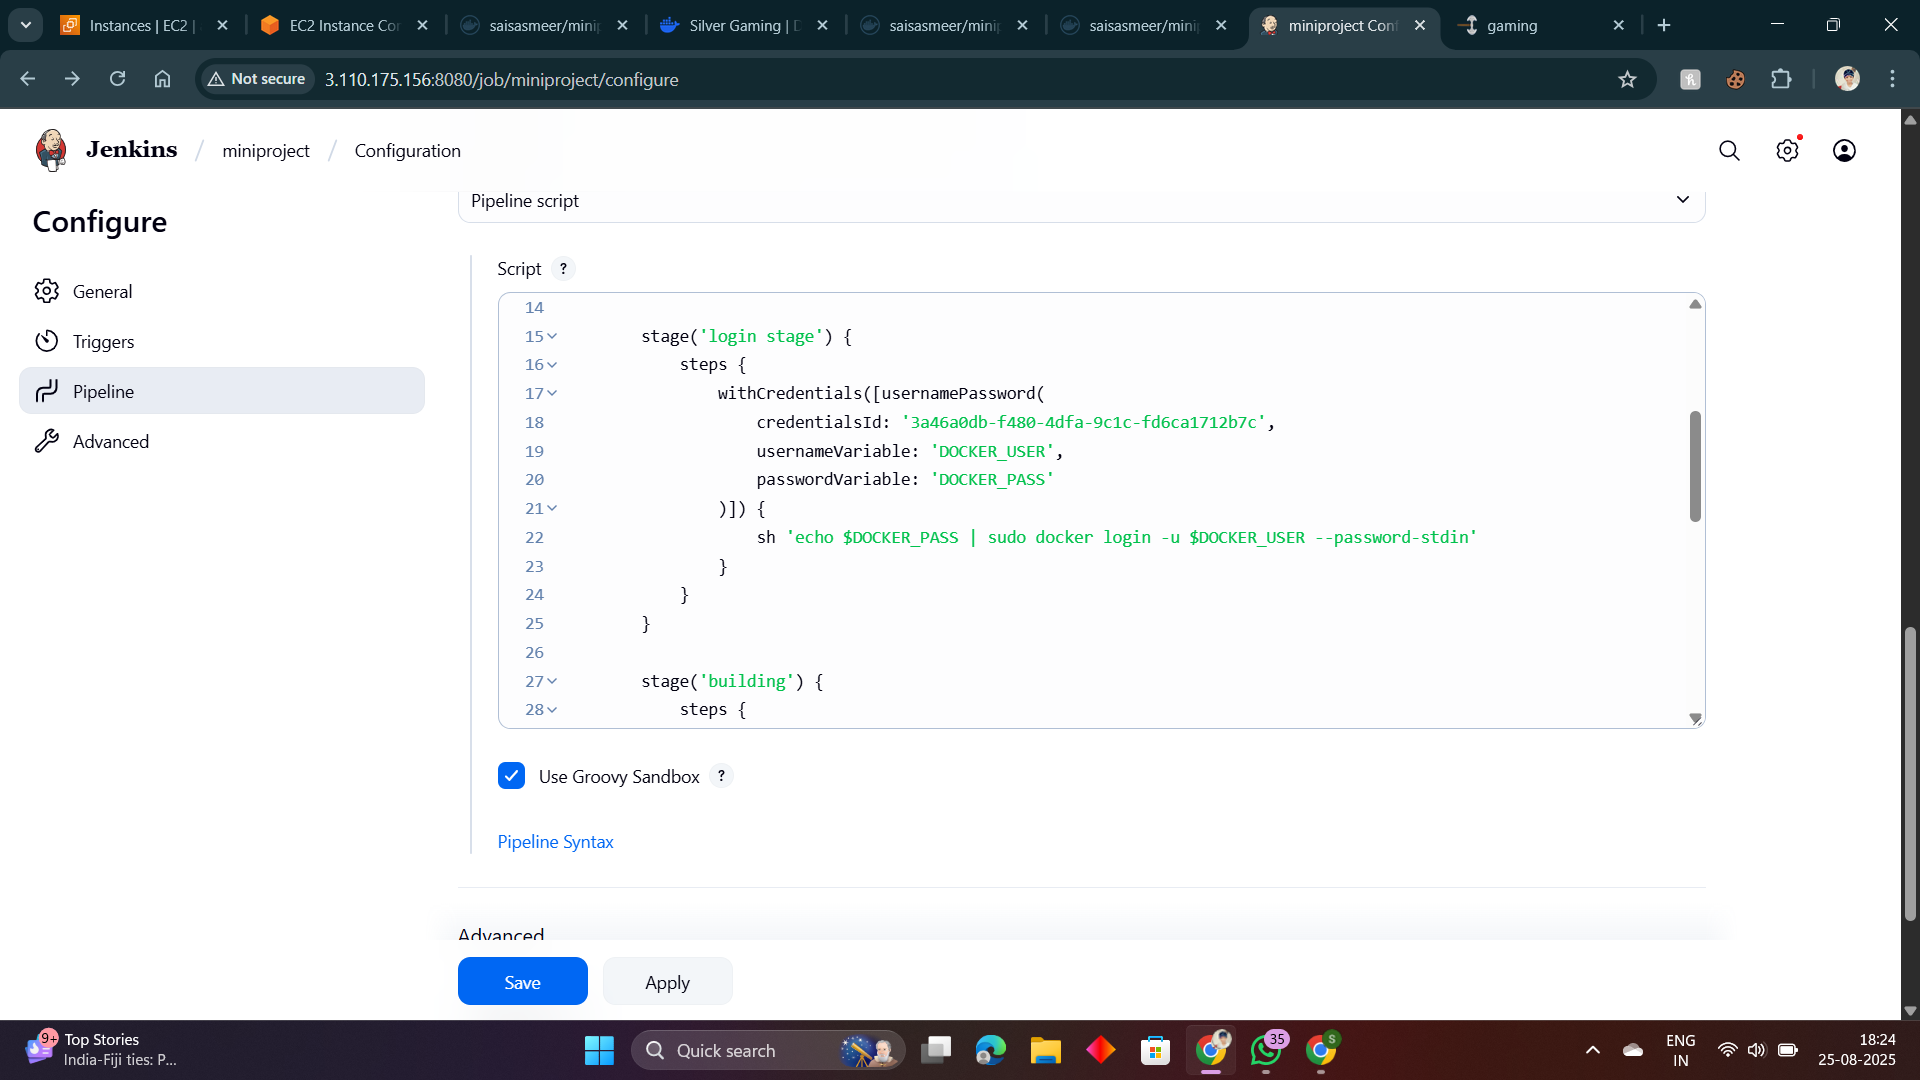 Instances | EC2 |
EC2 Instance Con
saisasmeer/minip
Silver Gaming | D
saisasmeer/minip
saisasmeer/minip
miniproject Conf
gaming
Not secure
3.110.175.156:8080/job/miniproject/configure
Jenkins / miniproject / Configuration
Configure
General
Triggers
Pipeline
Advanced
Pipeline script
Script ?
14
15 stage('login stage') {
16 steps {
17 withCredentials([usernamePassword(
18 credentialsId: '3a46a0db-f480-4dfa-9c1c-fd6ca1712b7c',
19 usernameVariable: 'DOCKER_USER',
20 passwordVariable: 'DOCKER_PASS'
21 )]) {
22 sh 'echo $DOCKER_PASS | sudo docker login -u $DOCKER_USER --password-stdin'
23 }
24 }
25 }
26
27 stage('building') {
28 steps {
Use Groovy Sandbox ?
Pipeline Syntax
Advanced
Save
Apply
9+
Top Stories
India-Fiji ties: P...
Quick search
35
S
ENG
IN
18:24
25-08-2025